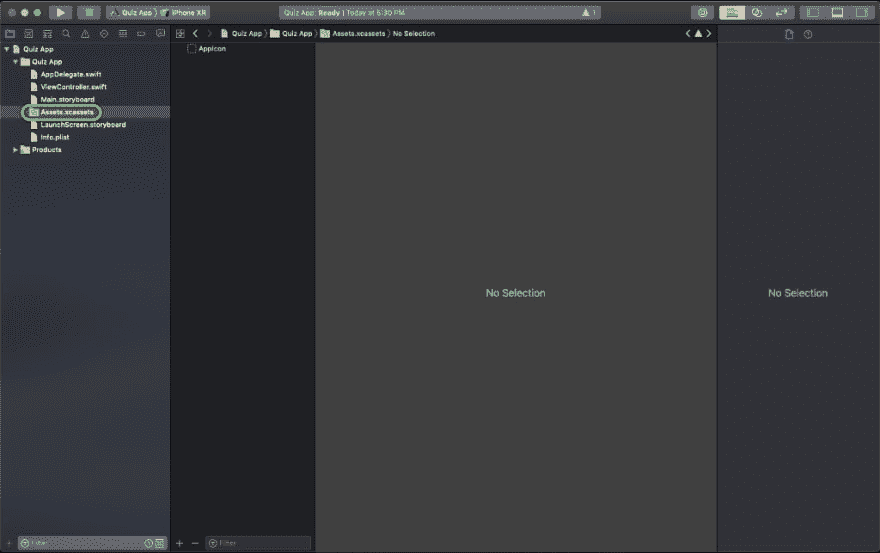 Quiz App 〉 iPhone XR
Quiz App: Ready | Today at 5:30 PM
1
Quiz App 〉 Quiz App 〉 Assets.xcassets 〉 No Selection
Quiz App
Quiz App
AppDelegate.swift
ViewController.swift
Main.storyboard
Assets.xcassets
LaunchScreen.storyboard
Info.plist
Products
AppIcon
No Selection
No Selection
Filter
Filter